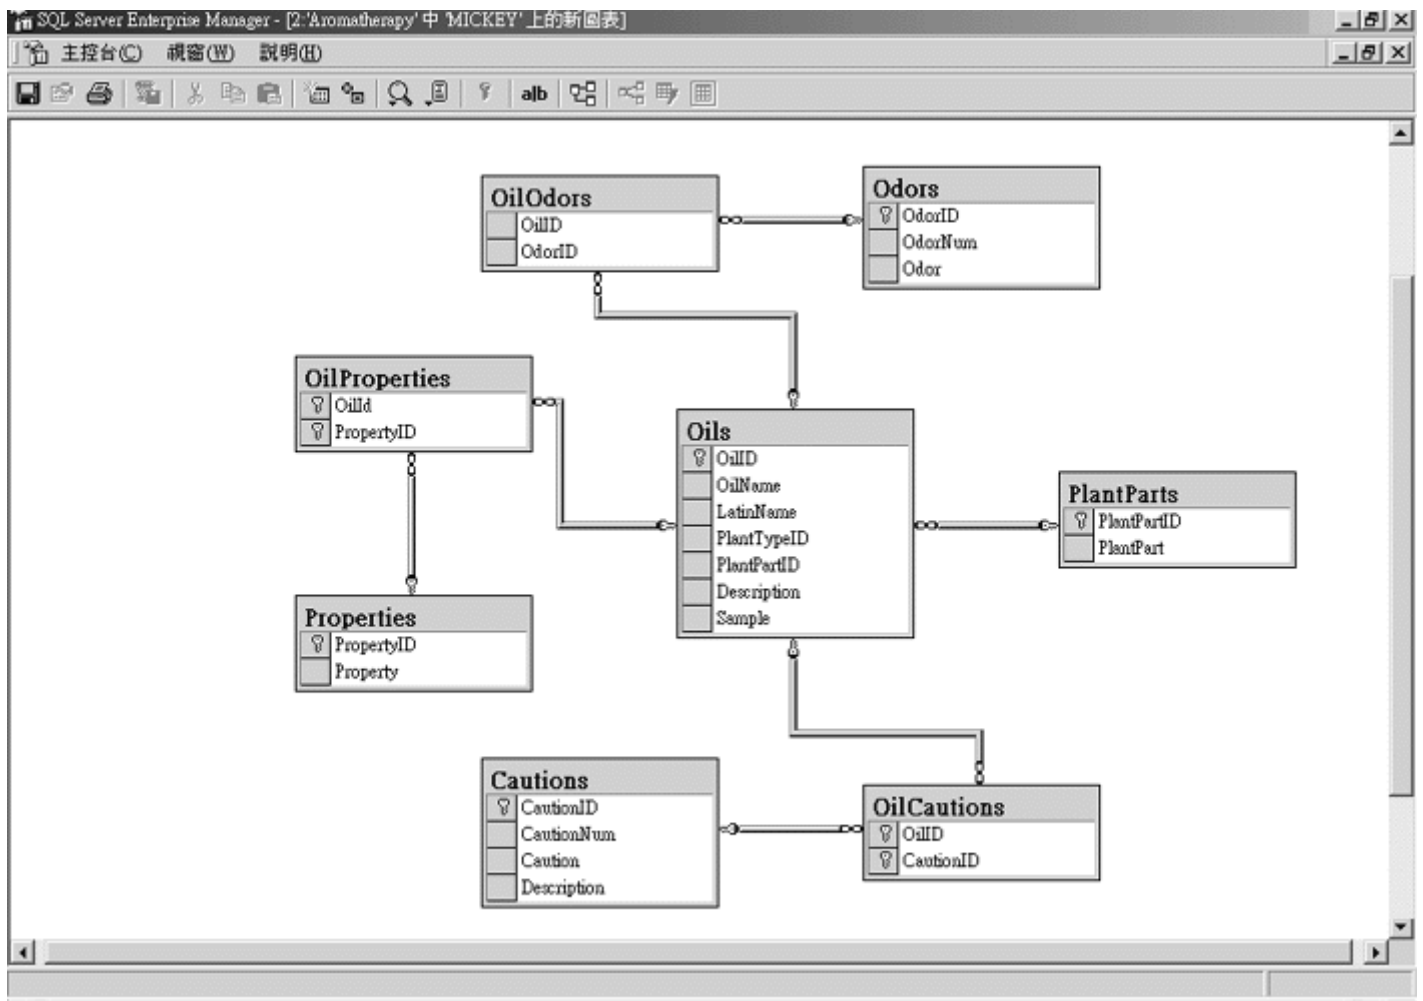 SQL Server Enterprise Manager - [2:'Aromatherapy' 中 'MICKEY' 上的新圖表]
主控台(C) 視窗(W) 說明(H)
a|b
OilOdors
OilID
OdorID
Odors
OdorID
OdorNum
Odor
OilProperties
OilId
PropertyID
Oils
OilID
OilName
LatinName
PlantTypeID
PlantPartID
Description
Sample
PlantParts
PlantPartID
PlantPart
Properties
PropertyID
Property
Cautions
CautionID
CautionNum
Caution
Description
OilCautions
OilID
CautionID